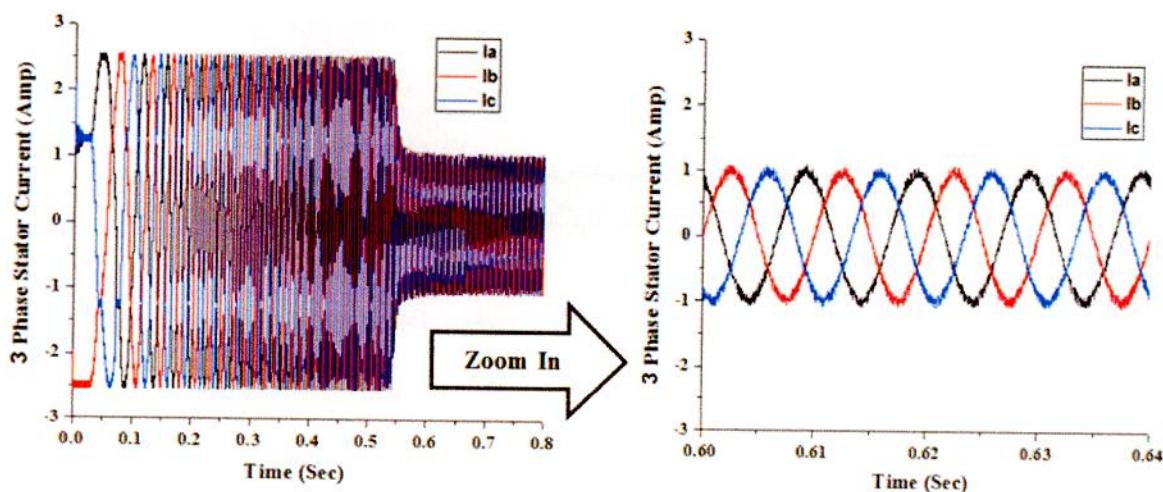 3 Phase Stator Current (Amp)
3
2
1
0
-1
-2
-3
Ia
Ib
Ic
0.0 0.1 0.2 0.3 0.4 0.5 0.6 0.7 0.8
Time (Sec)
Zoom In
3 Phase Stator Current (Amp)
3
2
1
0
-1
-2
-3
Ia
Ib
Ic
0.60 0.61 0.62 0.63 0.64
Time (Sec)